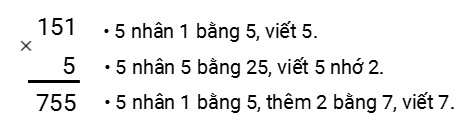 151 • 5 nhân 1 bằng 5, viết 5.
×
5 • 5 nhân 5 bằng 25, viết 5 nhớ 2.
755 • 5 nhân 1 bằng 5, thêm 2 bằng 7, viết 7.